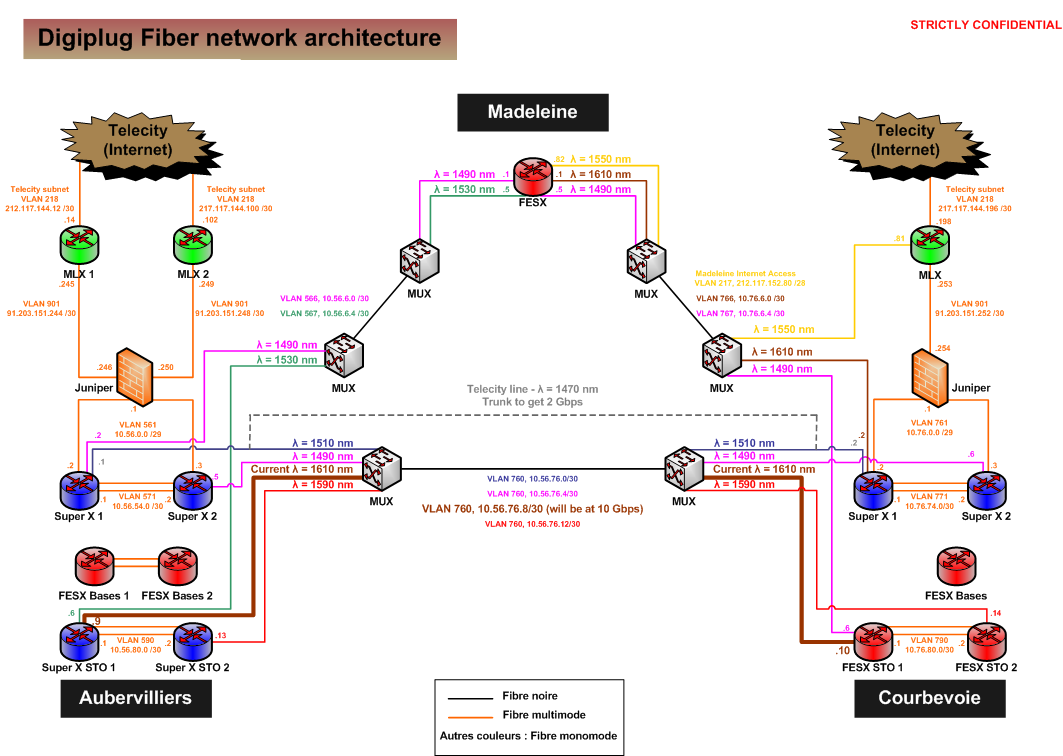 STRICTLY CONFIDENTIAL
Digiplug Fiber network architecture
Madeleine
Telecity
(Internet)
Telecity
(Internet)
.82 λ = 1550 nm
λ = 1490 nm .1
.1 λ = 1610 nm
λ = 1530 nm .5
.5 λ = 1490 nm
FESX
Telecity subnet
VLAN 218
212.117.144.12 /30
Telecity subnet
VLAN 218
217.117.144.100 /30
Telecity subnet
VLAN 218
217.117.144.196 /30
.14
.102
.198
.81
MLX 1
MLX 2
MLX
.245
.249
.253
MUX
MUX
Madeleine Internet Access
VLAN 217, 212.117.152.80 /28
VLAN 566, 10.56.6.0 /30
VLAN 766, 10.76.6.0 /30
VLAN 567, 10.56.6.4 /30
VLAN 767, 10.76.6.4 /30
VLAN 901
91.203.151.244 /30
VLAN 901
91.203.151.248 /30
VLAN 901
91.203.151.252 /30
λ = 1550 nm
λ = 1490 nm
λ = 1530 nm
λ = 1610 nm
λ = 1490 nm
.246
.250
.254
Juniper
MUX
MUX
Juniper
Telecity line - λ = 1470 nm
Trunk to get 2 Gbps
.1
.1
VLAN 561
10.56.0.0 /29
VLAN 761
10.76.0.0 /29
.2
.1
.2
.2
λ = 1510 nm
λ = 1490 nm
Current λ = 1610 nm
λ = 1590 nm
λ = 1510 nm
λ = 1490 nm
Current λ = 1610 nm
λ = 1590 nm
.6
.2
.3
.5
.2
.3
MUX
MUX
VLAN 760, 10.56.76.0/30
VLAN 760, 10.56.76.4/30
VLAN 760, 10.56.76.8/30 (will be at 10 Gbps)
VLAN 760, 10.56.76.12/30
.1 VLAN 571 .2
10.56.54.0 /30
.1 VLAN 771 .2
10.76.74.0/30
Super X 1
Super X 2
Super X 1
Super X 2
FESX Bases 1
FESX Bases 2
FESX Bases
.6
.9
.13
.14
.6
.10
.1 VLAN 590 .2
10.56.80.0 /30
.1 VLAN 790 .2
10.76.80.0/30
Super X STO 1
Super X STO 2
FESX STO 1
FESX STO 2
Aubervilliers
Courbevoie
Fibre noire
Fibre multimode
Autres couleurs : Fibre monomode